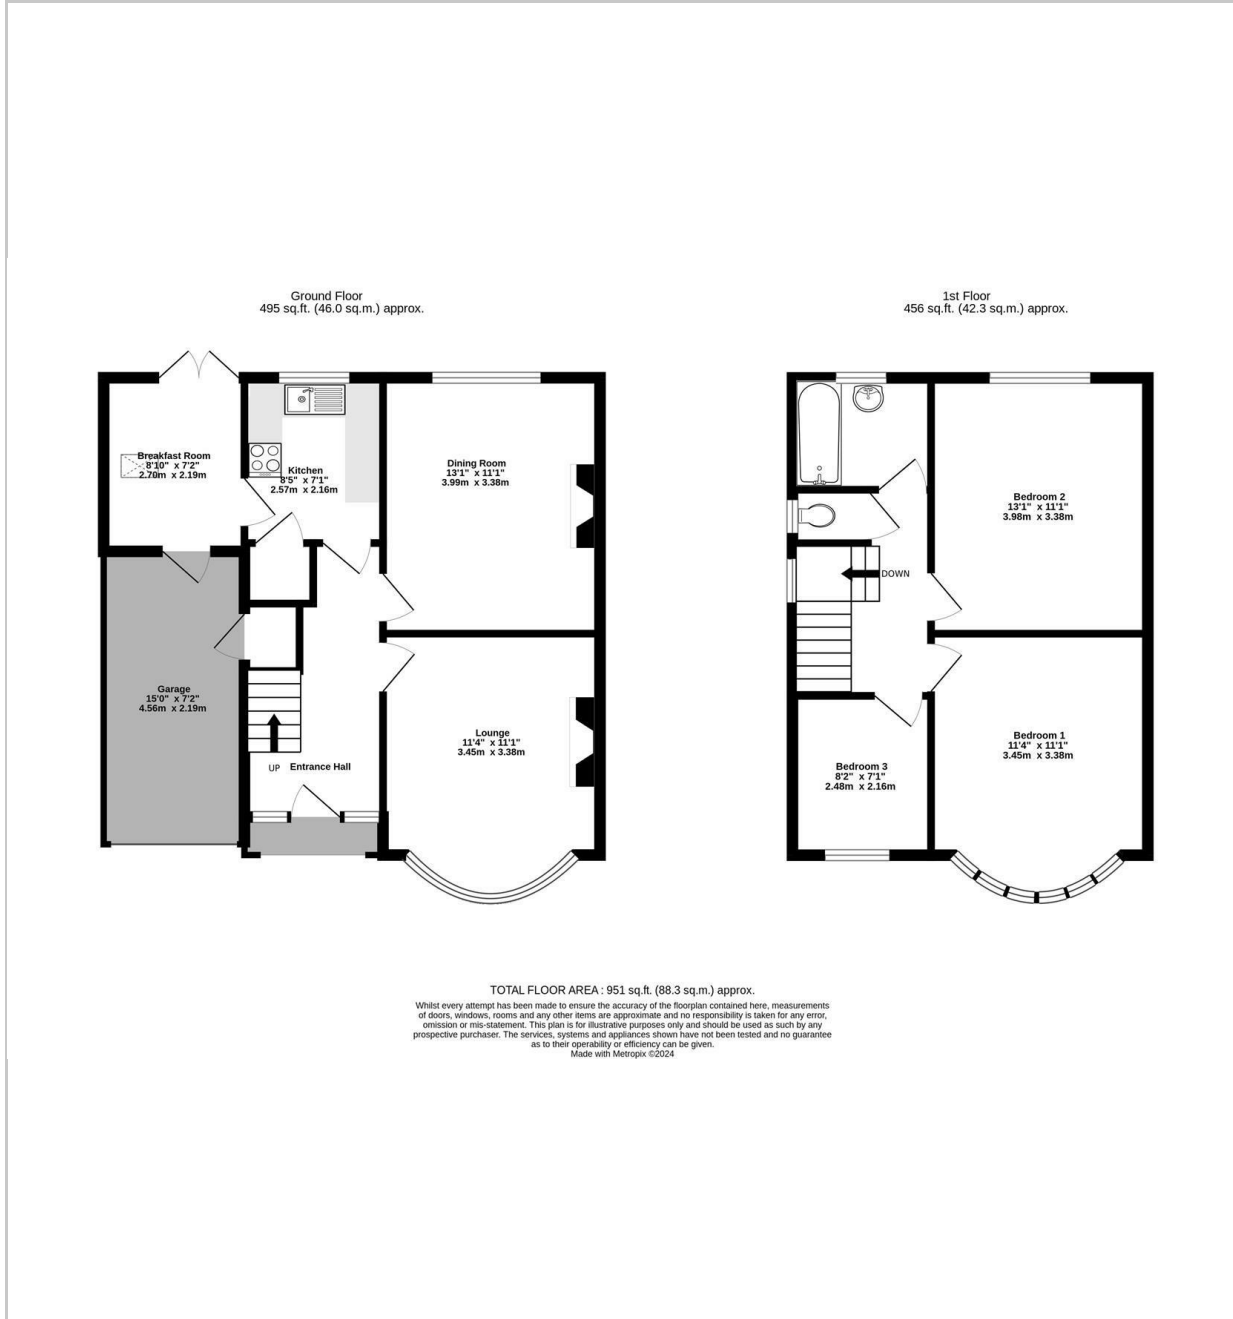 Ground Floor
495 sq.ft. (46.0 sq.m.) approx.
1st Floor
456 sq.ft. (42.3 sq.m.) approx.
Breakfast Room
8'10" x 7'2"
2.70m x 2.19m
Kitchen
8'5" x 7'1"
2.57m x 2.16m
Dining Room
13'1" x 11'1"
3.99m x 3.38m
Bedroom 2
13'1" x 11'1"
3.98m x 3.38m
DOWN
Garage
15'0" x 7'2"
4.56m x 2.19m
Lounge
11'4" x 11'1"
3.45m x 3.38m
UP
Entrance Hall
Bedroom 3
8'2" x 7'1"
2.48m x 2.16m
Bedroom 1
11'4" x 11'1"
3.45m x 3.38m
TOTAL FLOOR AREA : 951 sq.ft. (88.3 sq.m.) approx.
Whilst every attempt has been made to ensure the accuracy of the floorplan contained here, measurements
of doors, windows, rooms and any other items are approximate and no responsibility is taken for any error,
omission or mis-statement. This plan is for illustrative purposes only and should be used as such by any
prospective purchaser. The services, systems and appliances shown have not been tested and no guarantee
as to their operability or efficiency can be given.
Made with Metropix ©2024